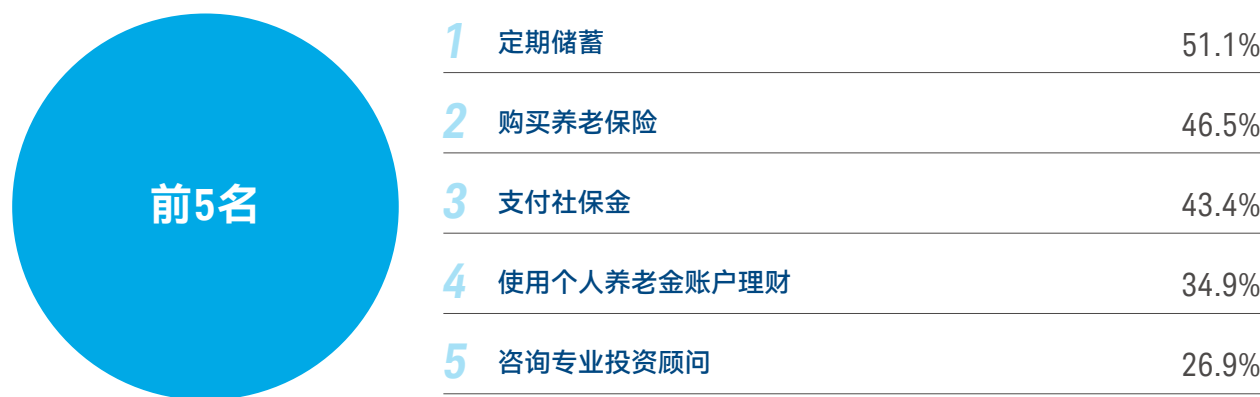 前5名
1 定期储蓄 51.1%
2 购买养老保险 46.5%
3 支付社保金 43.4%
4 使用个人养老金账户理财 34.9%
5 咨询专业投资顾问 26.9%